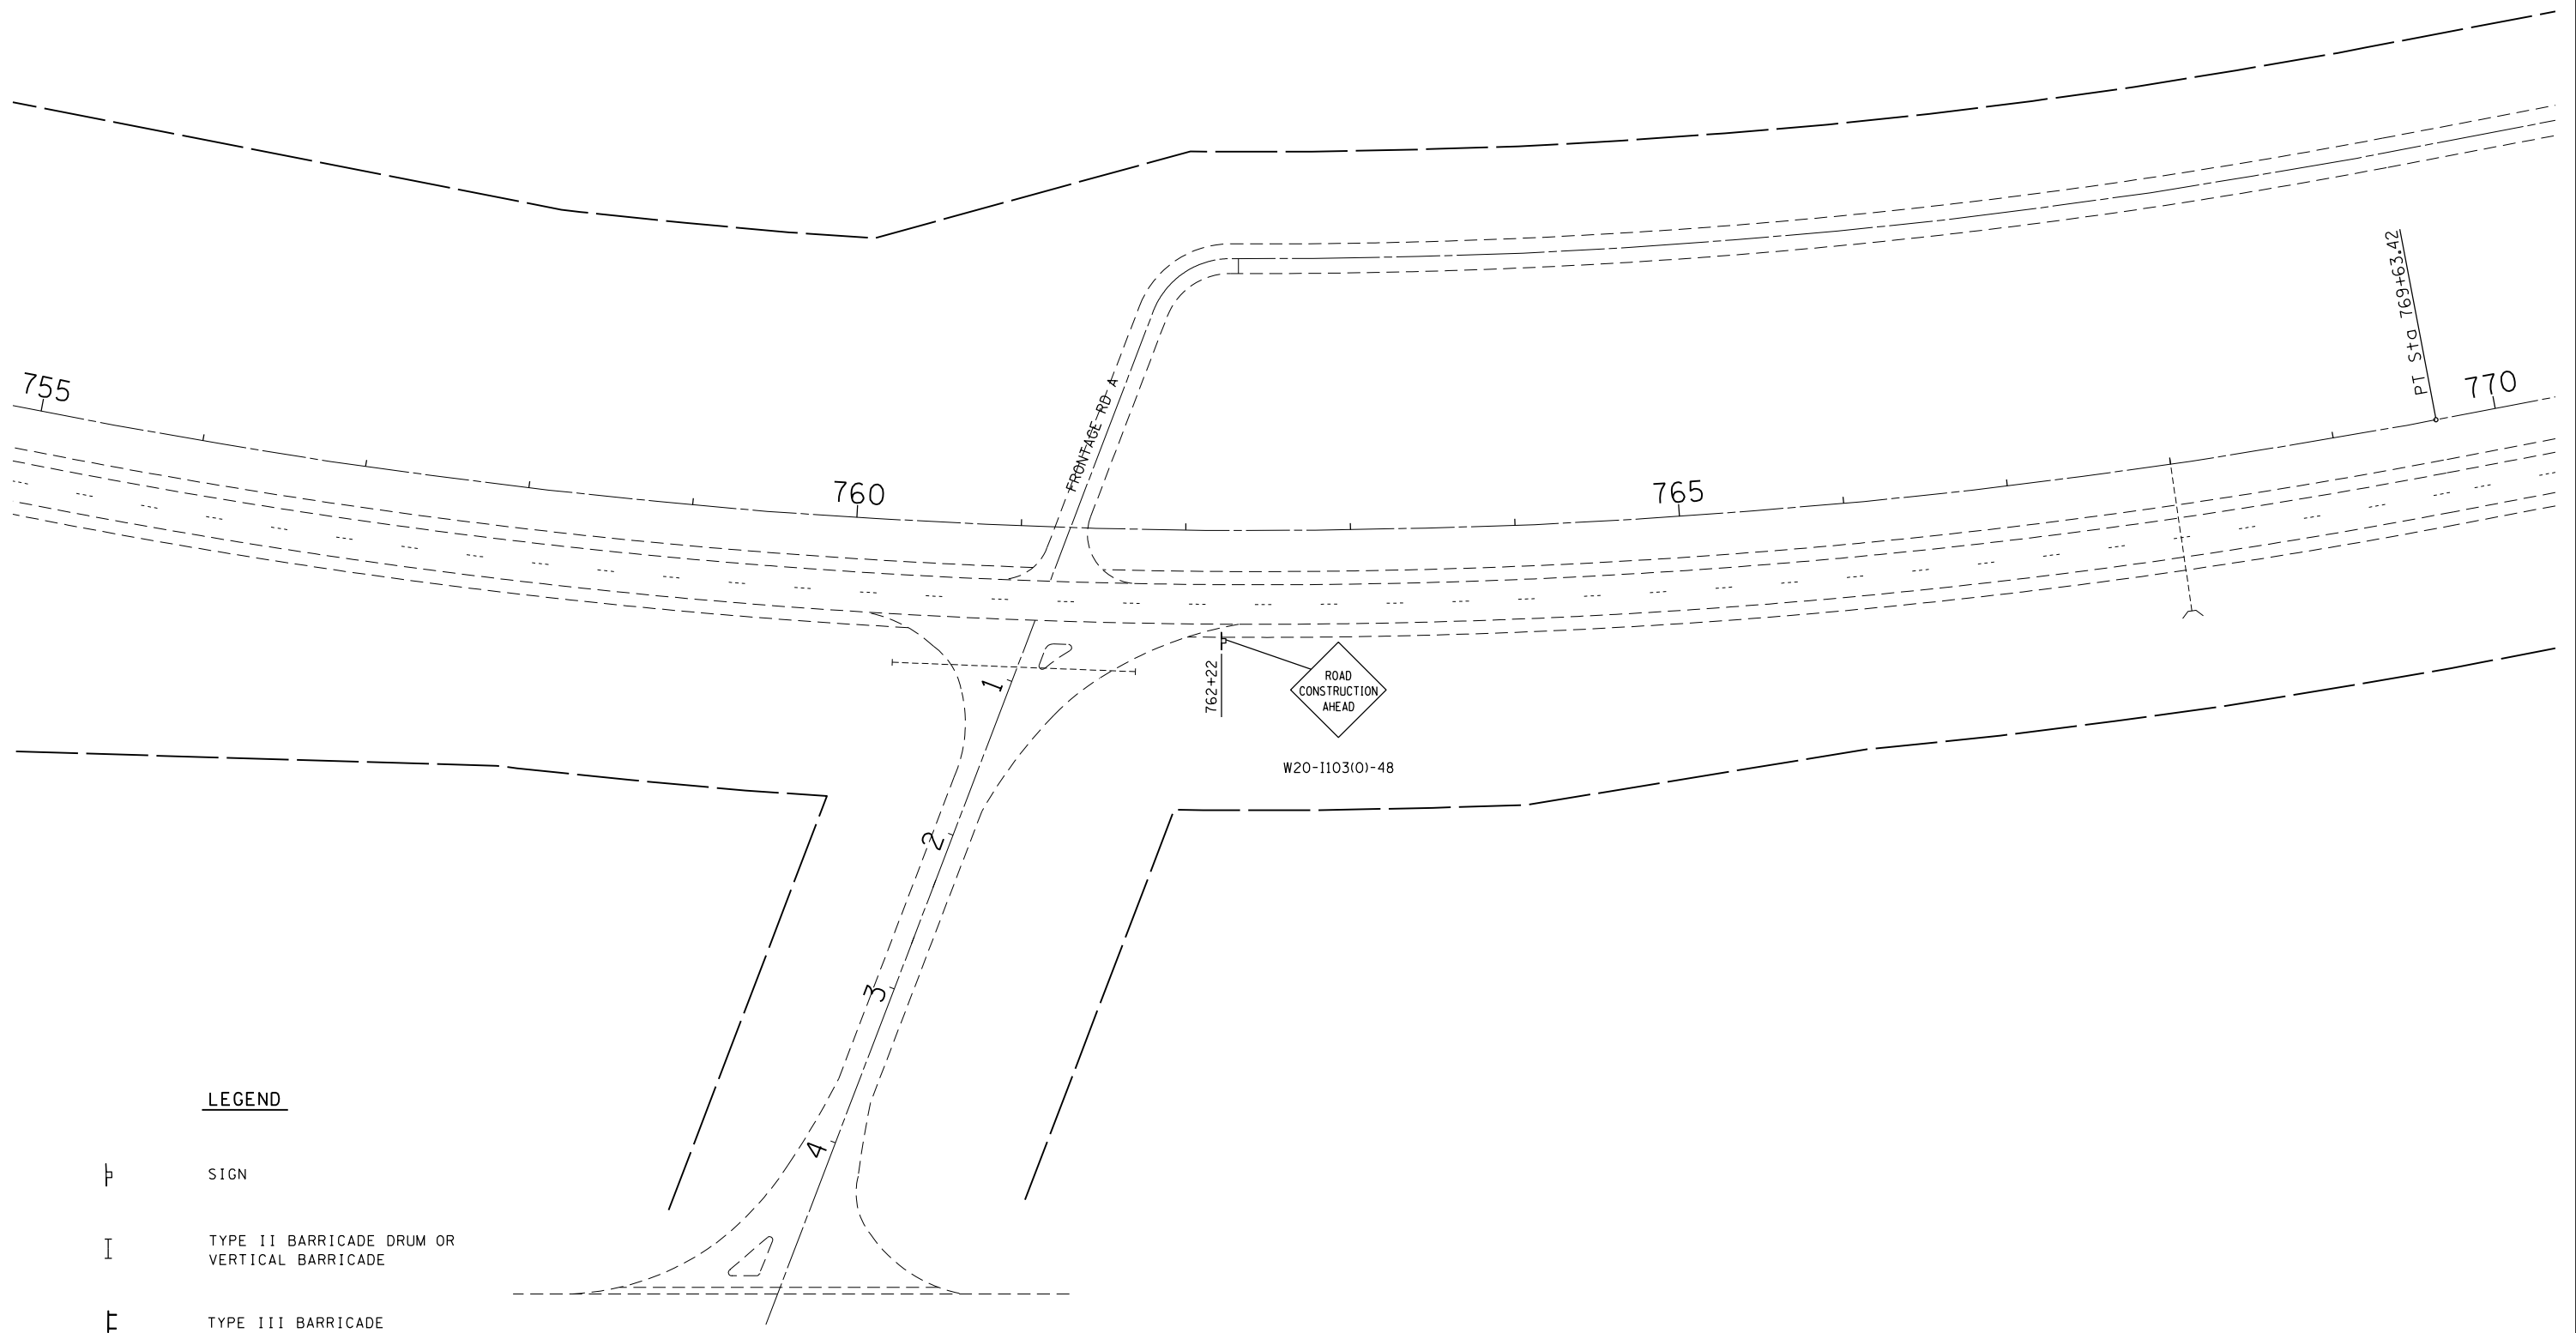 755
760
765
770
PT Sta 769+63.42
FRONTAGE RD A
1
2
3
4
762+22
ROAD
CONSTRUCTION
AHEAD
W20-I103(O)-48
LEGEND
SIGN
TYPE II BARRICADE DRUM OR
VERTICAL BARRICADE
TYPE III BARRICADE